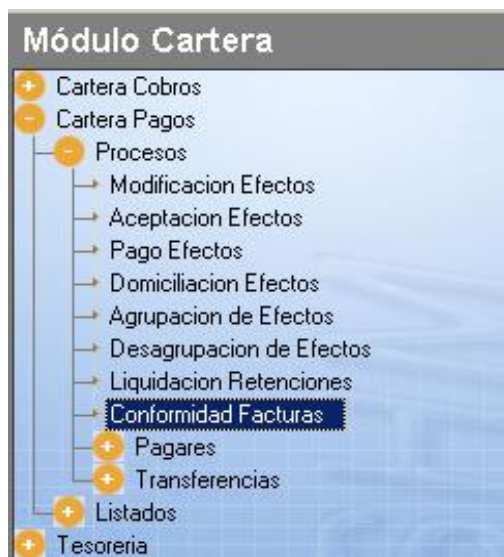 Módulo Cartera
Cartera Cobros
Cartera Pagos
Procesos
Modificacion Efectos
Aceptacion Efectos
Pago Efectos
Domiciliacion Efectos
Agrupacion de Efectos
Desagrupacion de Efectos
Liquidacion Retenciones
Conformidad Facturas
Pagares
Transferencias
Listados
Tesoreria